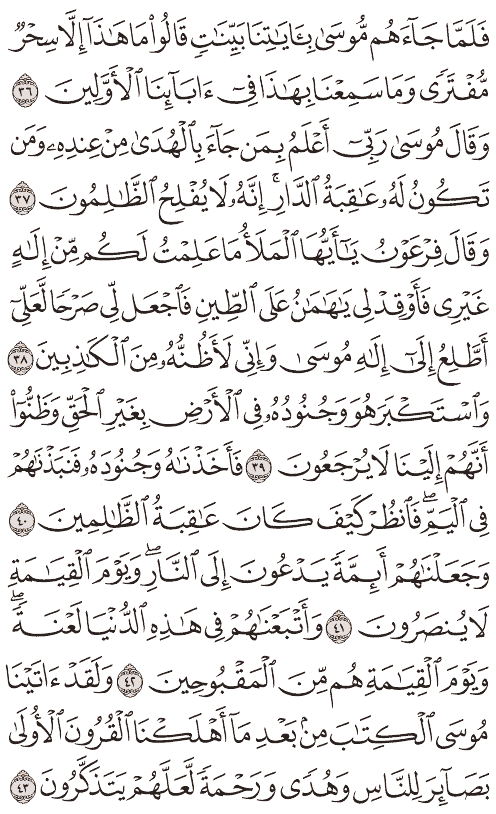 فَلَمَّا جَآءَهُم مُّوسَىٰ بِـَٔايَٰتِنَا بَيِّنَٰتٍ قَالُوا۟ مَا هَٰذَآ إِلَّا سِحْرٌ
مُّفْتَرًى وَمَا سَمِعْنَا بِهَٰذَا فِىٓ ءَابَآئِنَا ٱلْأَوَّلِينَ ٣٦
وَقَالَ مُوسَىٰ رَبِّىٓ أَعْلَمُ بِمَن جَآءَ بِٱلْهُدَىٰ مِنْ عِندِهِۦ وَمَن
تَكُونُ لَهُۥ عَٰقِبَةُ ٱلدَّارِ ۖ إِنَّهُۥ لَا يُفْلِحُ ٱلظَّٰلِمُونَ ٣٧
وَقَالَ فِرْعَوْنُ يَٰٓأَيُّهَا ٱلْمَلَأُ مَا عَلِمْتُ لَكُم مِّنْ إِلَٰهٍ
غَيْرِى فَأَوْقِدْ لِى يَٰهَٰمَٰنُ عَلَى ٱلطِّينِ فَٱجْعَل لِّى صَرْحًا لَّعَلِّىٓ
أَطَّلِعُ إِلَىٰٓ إِلَٰهِ مُوسَىٰ وَإِنِّى لَأَظُنُّهُۥ مِنَ ٱلْكَٰذِبِينَ ٣٨
وَٱسْتَكْبَرَ هُوَ وَجُنُودُهُۥ فِى ٱلْأَرْضِ بِغَيْرِ ٱلْحَقِّ وَظَنُّوٓا۟
أَنَّهُمْ إِلَيْنَا لَا يُرْجَعُونَ ٣٩ فَأَخَذْنَٰهُ وَجُنُودَهُۥ فَنَبَذْنَٰهُمْ
فِى ٱلْيَمِّ ۖ فَٱنظُرْ كَيْفَ كَانَ عَٰقِبَةُ ٱلظَّٰلِمِينَ ٤٠
وَجَعَلْنَٰهُمْ أَئِمَّةً يَدْعُونَ إِلَى ٱلنَّارِ ۖ وَيَوْمَ ٱلْقِيَٰمَةِ
لَا يُنصَرُونَ ٤١ وَأَتْبَعْنَٰهُمْ فِى هَٰذِهِ ٱلدُّنْيَا لَعْنَةً ۖ
وَيَوْمَ ٱلْقِيَٰمَةِ هُم مِّنَ ٱلْمَقْبُوحِينَ ٤٢ وَلَقَدْ ءَاتَيْنَا
مُوسَى ٱلْكِتَٰبَ مِنۢ بَعْدِ مَآ أَهْلَكْنَا ٱلْقُرُونَ ٱلْأُولَىٰ
بَصَآئِرَ لِلنَّاسِ وَهُدًى وَرَحْمَةً لَّعَلَّهُمْ يَتَذَكَّرُونَ ٤٣